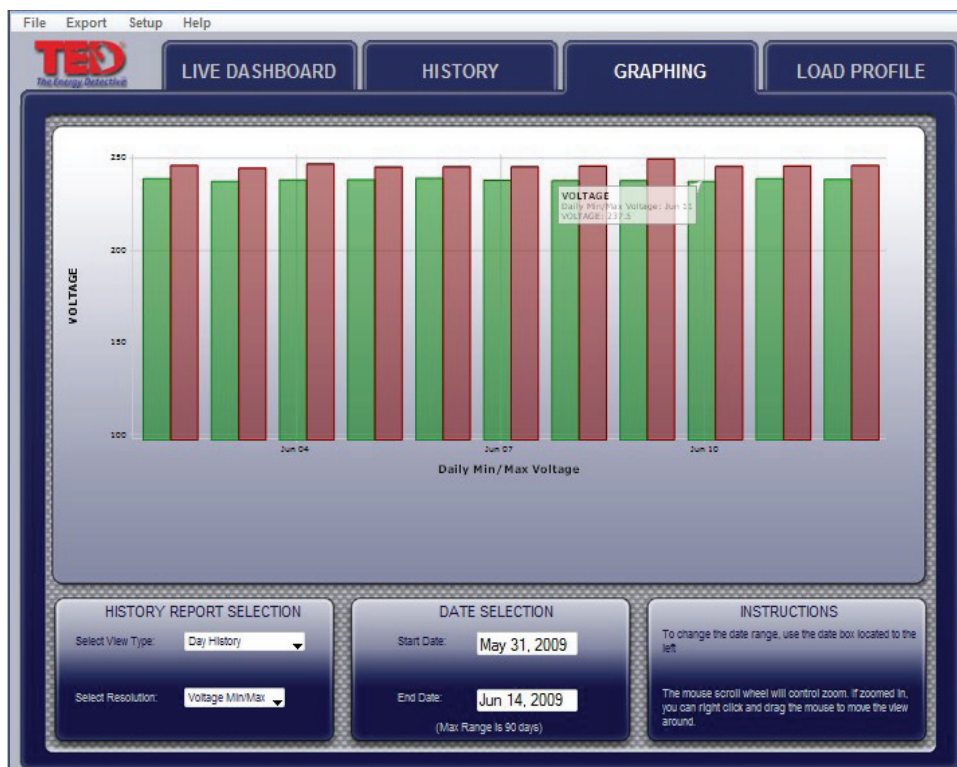 File Export Setup Help
TED
The Energy Detective
LIVE DASHBOARD
HISTORY
GRAPHING
LOAD PROFILE
250
200
150
100
VOLTAGE
VOLTAGE
Daily Min/Max Voltage: Jun 11
VOLTAGE: 237.5
Jun 04
Jun 07
Jun 10
Daily Min/Max Voltage
HISTORY REPORT SELECTION
Select View Type: Day History
Select Resolution: Voltage Min/Max
DATE SELECTION
Start Date: May 31, 2009
End Date: Jun 14, 2009
(Max Range is 90 days)
INSTRUCTIONS
To change the date range, use the date box located to the
left
The mouse scroll wheel will control zoom. If zoomed in,
you can right click and drag the mouse to move the view
around.